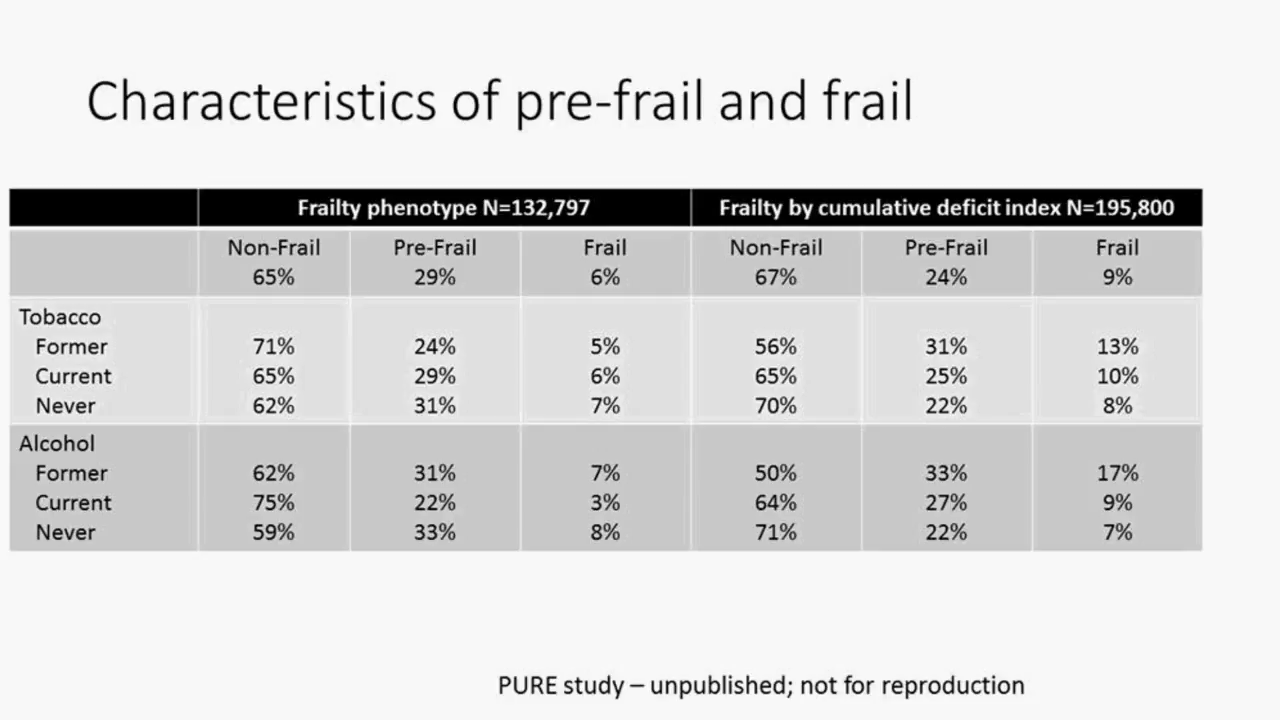 Characteristics of pre-frail and frail
Frailty phenotype N=132,797 Frailty by cumulative deficit index N=195,800
Non-Frail Pre-Frail Frail Non-Frail Pre-Frail Frail
65% 29% 6% 67% 24% 9%
Tobacco
Former 71% 24% 5% 56% 31% 13%
Current 65% 29% 6% 65% 25% 10%
Never 62% 31% 7% 70% 22% 8%
Alcohol
Former 62% 31% 7% 50% 33% 17%
Current 75% 22% 3% 64% 27% 9%
Never 59% 33% 8% 71% 22% 7%
PURE study – unpublished; not for reproduction